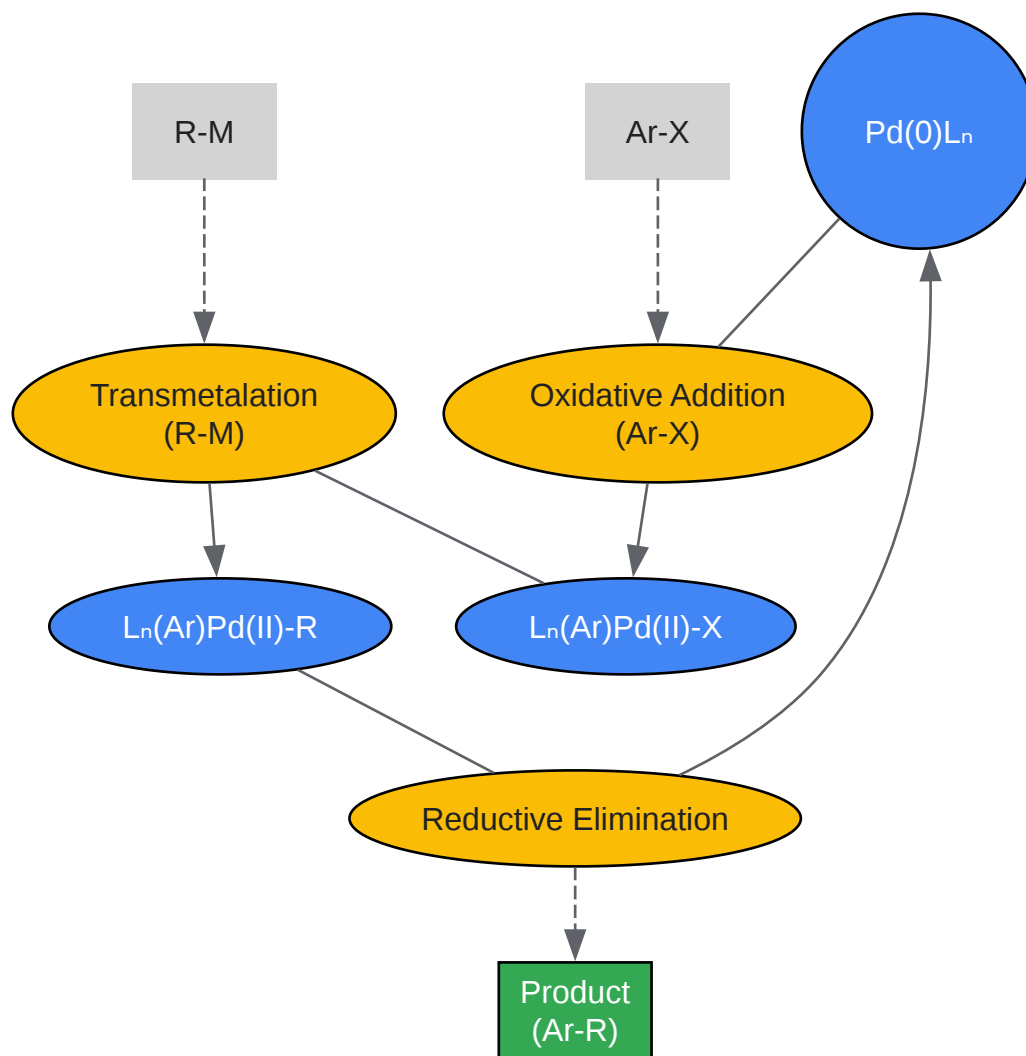 R-M
Ar-X
Pd(0)Lₙ
Transmetalation
(R-M)
Oxidative Addition
(Ar-X)
Lₙ(Ar)Pd(II)-R
Lₙ(Ar)Pd(II)-X
Reductive Elimination
Product
(Ar-R)